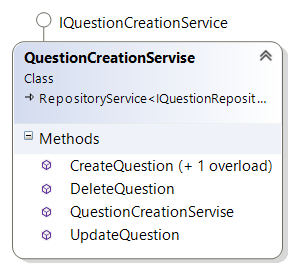 IQuestionCreationService
QuestionCreationServise
Class
RepositoryService<IQuestionReposit...
Methods
CreateQuestion (+ 1 overload)
DeleteQuestion
QuestionCreationServise
UpdateQuestion